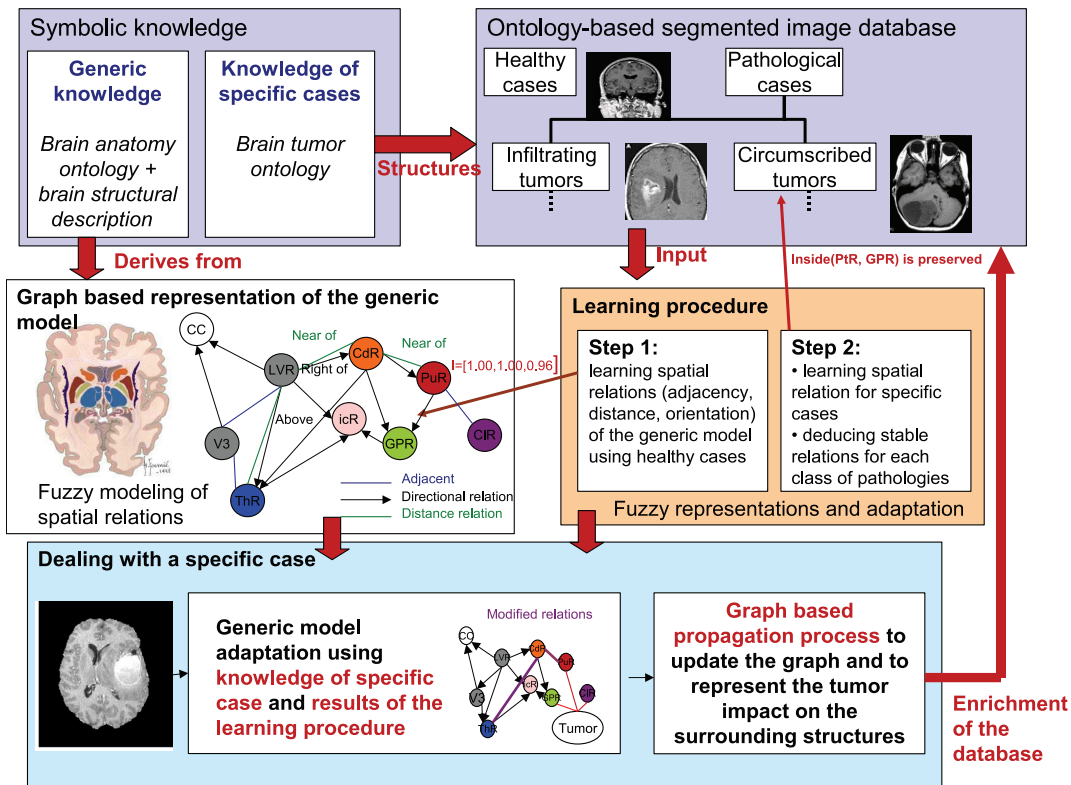 Symbolic knowledge
Generic
knowledge
Brain anatomy
ontology +
brain structural
description
Knowledge of
specific cases
Brain tumor
ontology
Structures
Ontology-based segmented image database
Healthy
cases
Pathological
cases
Infiltrating
tumors
A
Circumscribed
tumors
Derives from
Input
Inside(PtR, GPR) is preserved
Graph based representation of the generic
model
CC
Near of
Near of
CdR
LVR
Right of
PuR
I=[1.00,1.00,0.96]
Above
icR
V3
GPR
ClR
ThR
Adjacent
Directional relation
Distance relation
Fuzzy modeling of
spatial relations
Learning procedure
Step 1:
learning spatial
relations (adjacency,
distance, orientation)
of the generic model
using healthy cases
Step 2:
• learning spatial
relation for specific
cases
• deducing stable
relations for each
class of pathologies
Fuzzy representations and adaptation
Dealing with a specific case
Generic model
adaptation using
knowledge of specific
case and results of the
learning procedure
Modified relations
CC
LVR
CdR
PuR
icR
V3
GPR
ClR
ThR
Tumor
Graph based
propagation process to
update the graph and to
represent the tumor
impact on the
surrounding structures
Enrichment
of the
database